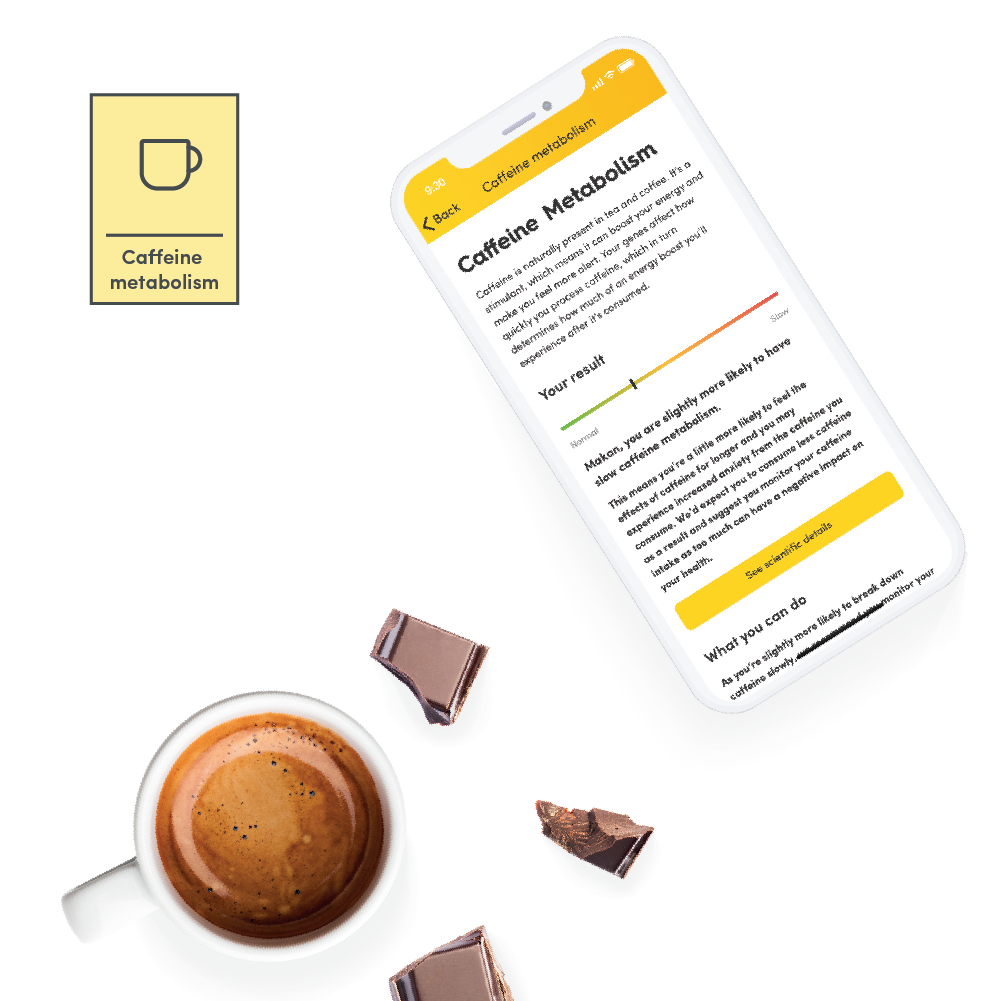 Caffeine
metabolism
9:30
Back
Caffeine metabolism
Caffeine Metabolism
Caffeine is naturally present in tea and coffee. It's a
stimulant, which means it can boost your energy and
make you feel more alert. Your genes affect how
quickly you process caffeine, which in turn
determines how much of an energy boost you'll
experience after it's consumed.
Your result
Normal
Slow
Makan, you are slightly more likely to have
slow caffeine metabolism.
This means you're a little more likely to feel the
effects of caffeine for longer and you may
experience increased anxiety from the caffeine you
consume. We'd expect you to consume less caffeine
as a result and suggest you monitor your caffeine
intake as too much can have a negative impact on
your health.
See scientific details
What you can do
As you're slightly more likely to break down
caffeine slowly, monitor your